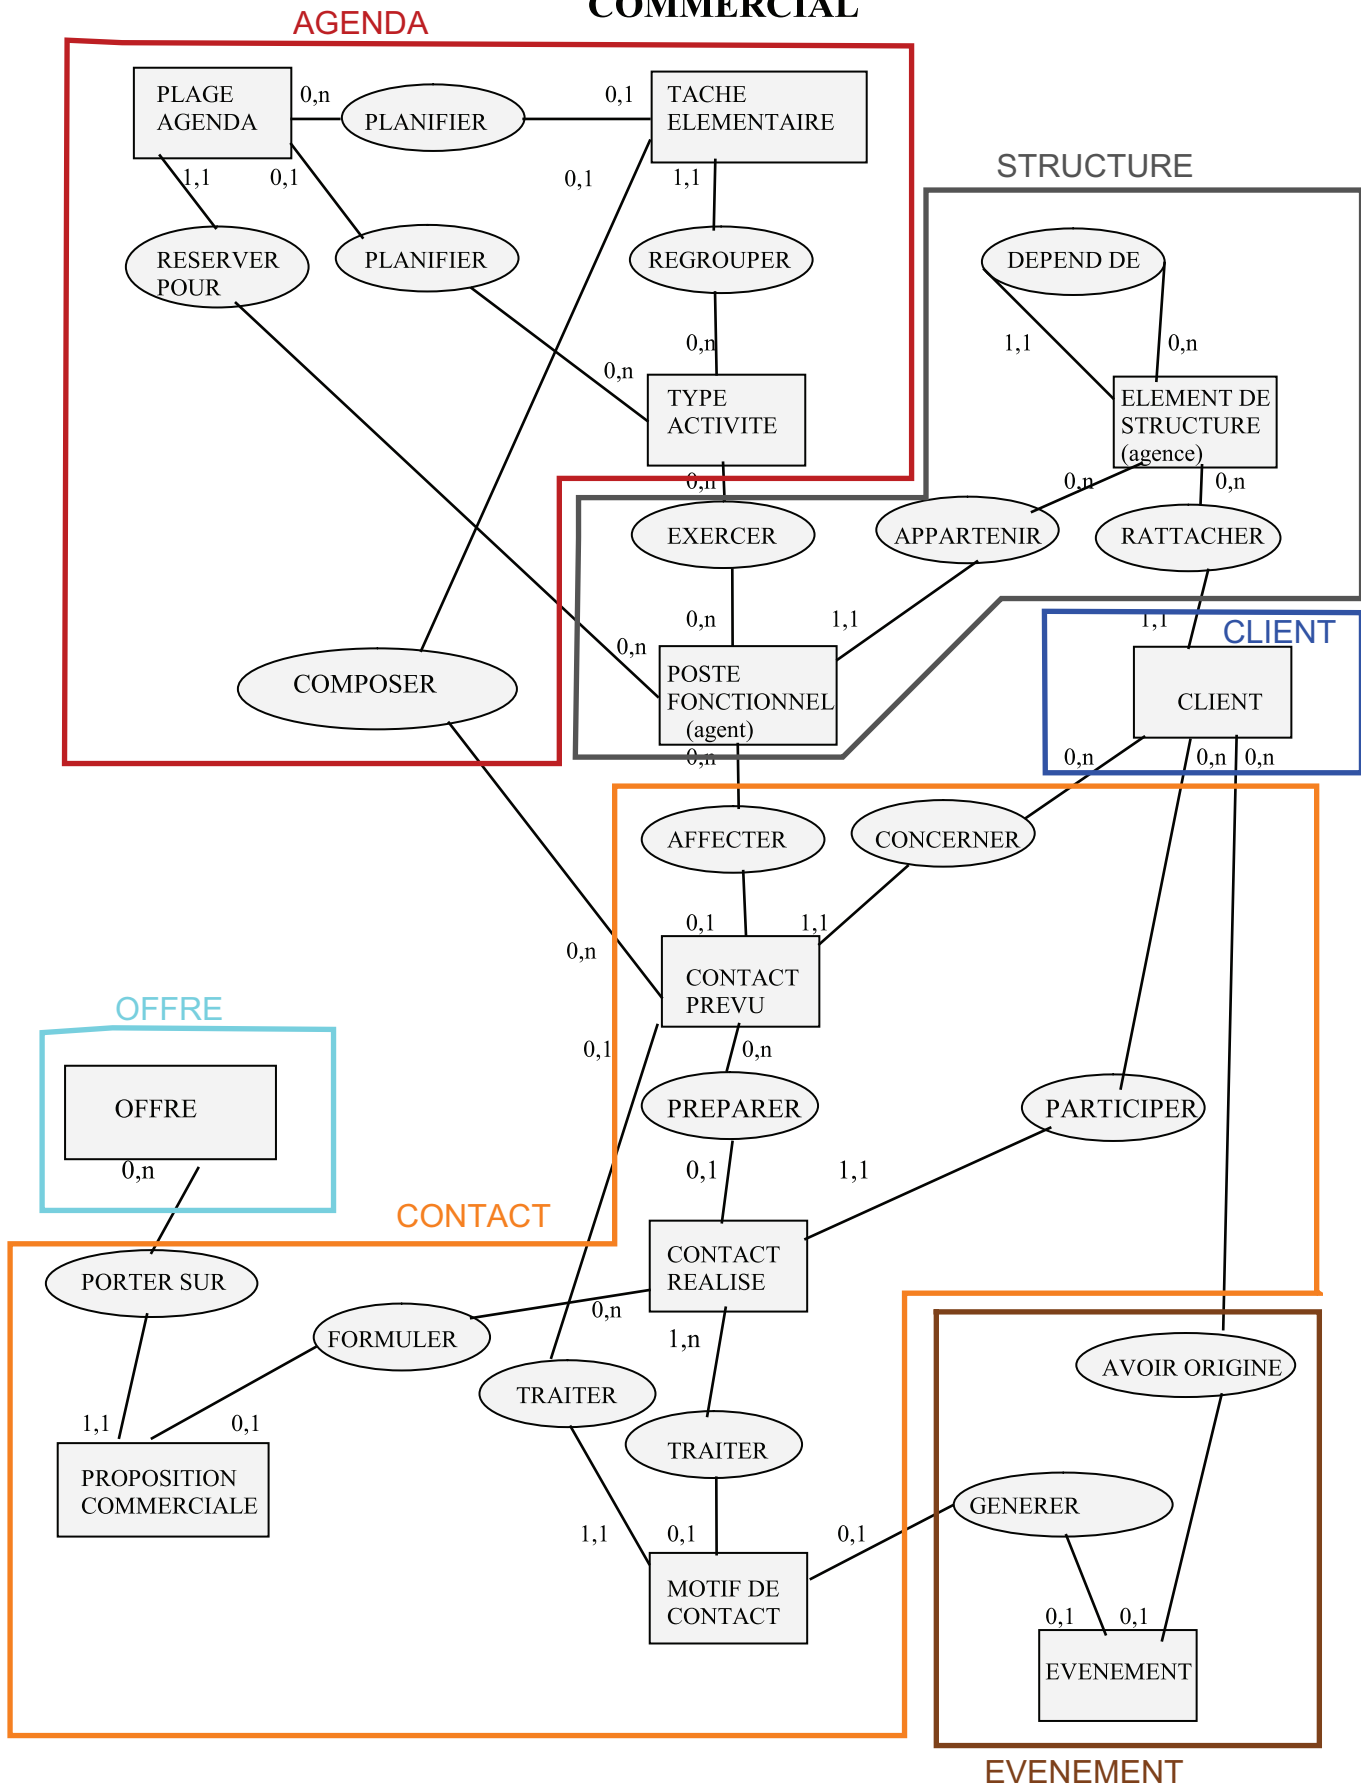 COMMERCIAL
AGENDA
PLAGE
AGENDA
0,n
PLANIFIER
0,1
TACHE
ELEMENTAIRE
1,1
0,1
0,1
1,1
STRUCTURE
RESERVER
POUR
PLANIFIER
REGROUPER
DEPEND DE
0,n
1,1
0,n
0,n
TYPE
ACTIVITE
ELEMENT DE
STRUCTURE
(agence)
0,n
0,n
0,n
EXERCER
APPARTENIR
RATTACHER
0,n
1,1
1,1
0,n
CLIENT
COMPOSER
POSTE
FONCTIONNEL
(agent)
CLIENT
0,n
0,n
0,n
0,n
AFFECTER
CONCERNER
0,1
1,1
0,n
CONTACT
PREVU
OFFRE
0,1
0,n
OFFRE
PREPARER
PARTICIPER
0,n
0,1
1,1
CONTACT
CONTACT
REALISE
PORTER SUR
0,n
FORMULER
1,n
AVOIR ORIGINE
TRAITER
1,1
0,1
TRAITER
PROPOSITION
COMMERCIALE
GENERER
1,1
0,1
0,1
MOTIF DE
CONTACT
0,1
0,1
EVENEMENT
EVENEMENT